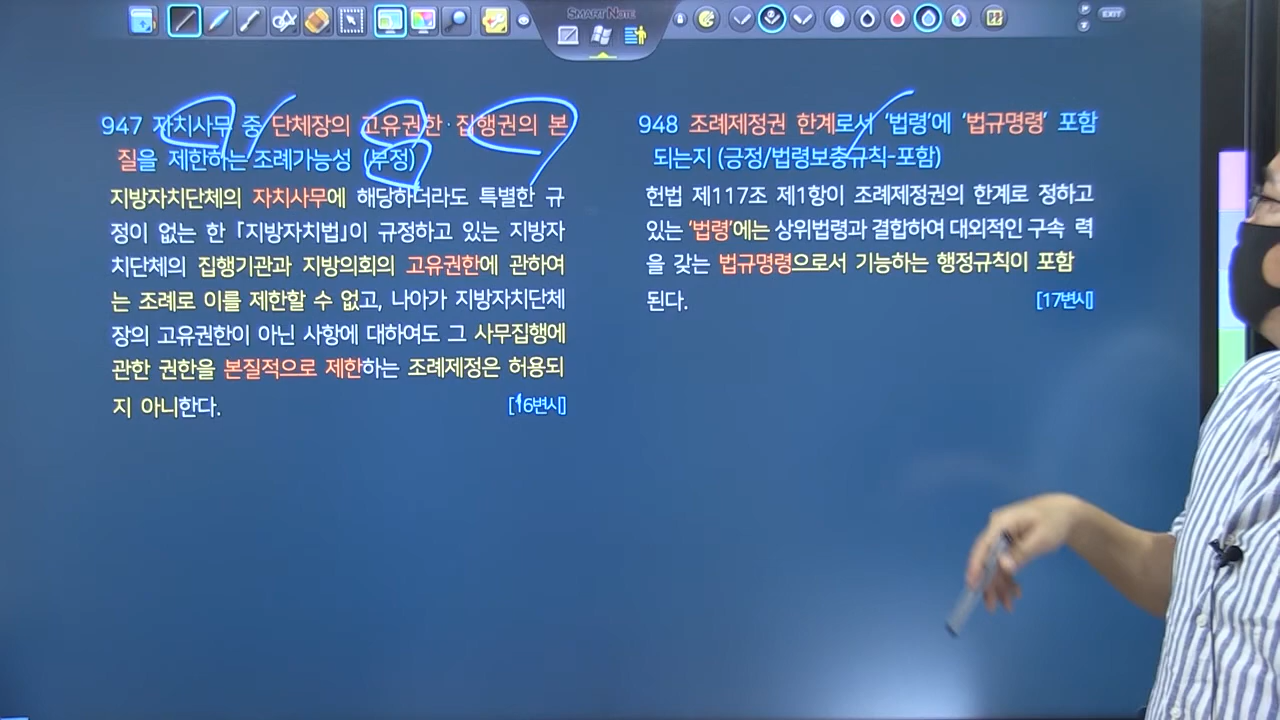 SMART NOTE
EXIT
947 자치사무 중 단체장의 고유권한·집행권의 본
질을 제한하는 조례가능성 (부정)
지방자치단체의 자치사무에 해당하더라도 특별한 규
정이 없는 한 「지방자치법」이 규정하고 있는 지방자
치단체의 집행기관과 지방의회의 고유권한에 관하여
는 조례로 이를 제한할 수 없고, 나아가 지방자치단체
장의 고유권한이 아닌 사항에 대하여도 그 사무집행에
관한 권한을 본질적으로 제한하는 조례제정은 허용되
지 아니한다. [16변시]
948 조례제정권 한계로서 '법령'에 '법규명령' 포함
되는지 (긍정/법령보충규칙-포함)
헌법 제117조 제1항이 조례제정권의 한계로 정하고
있는 '법령'에는 상위법령과 결합하여 대외적인 구속 력
을 갖는 법규명령으로서 기능하는 행정규칙이 포함
된다. [17변시]